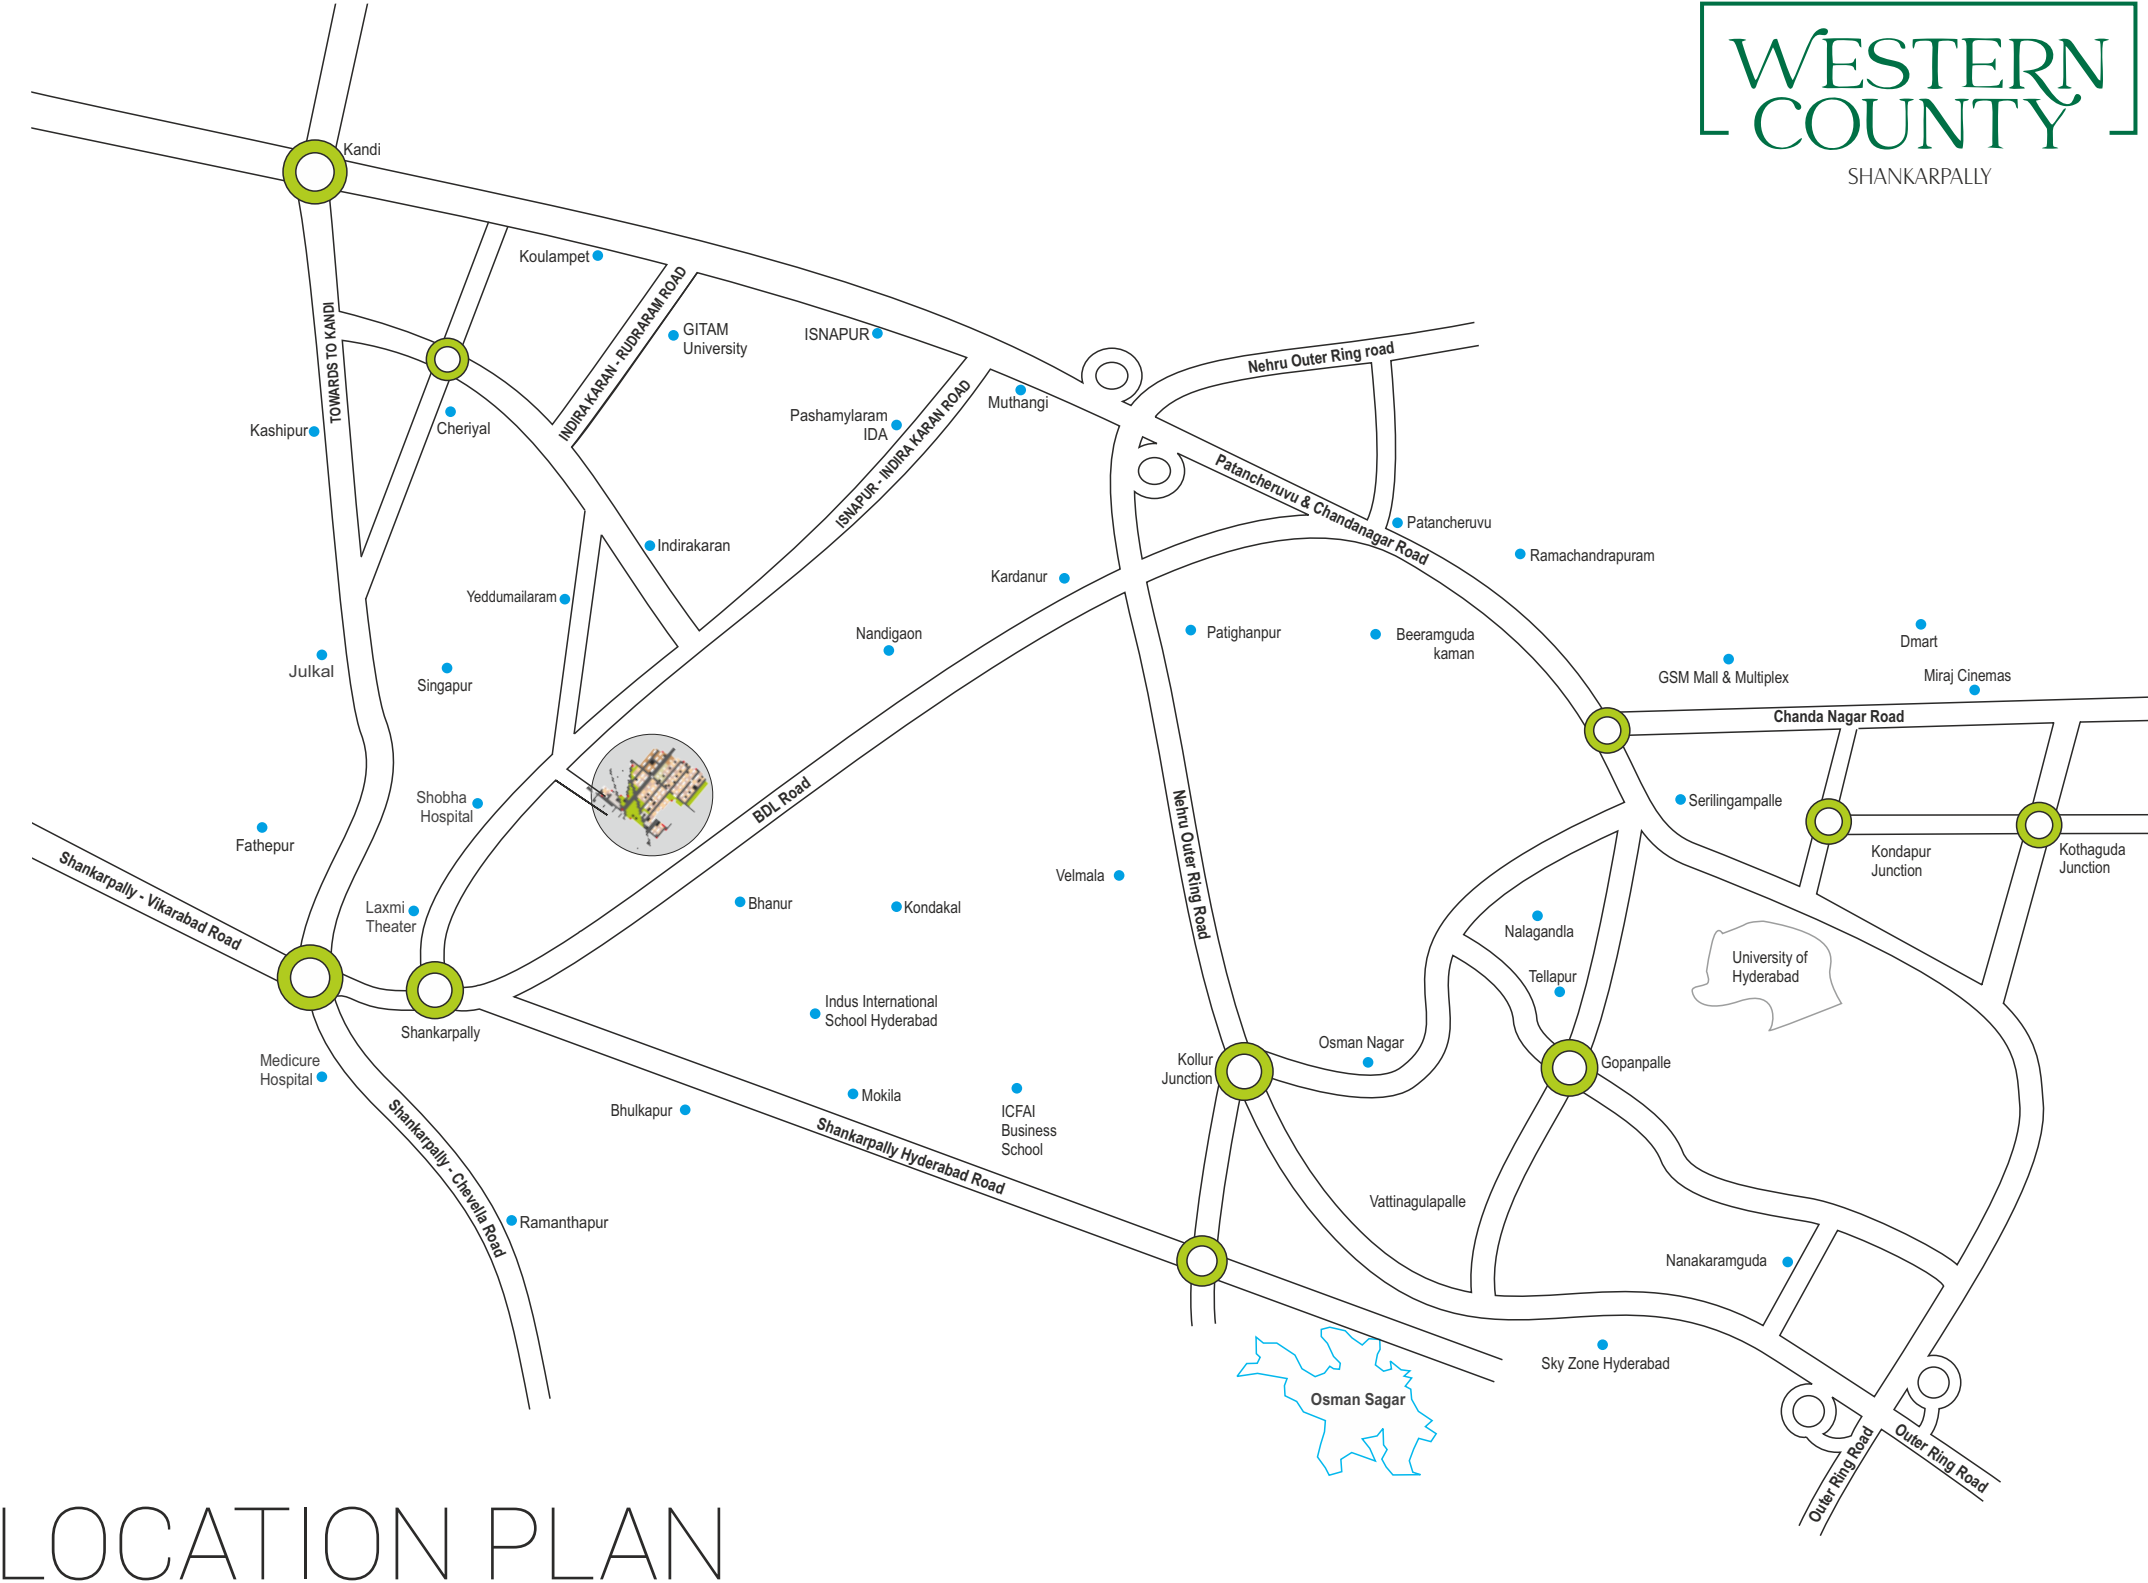 WESTERN
COUNTY
SHANKARPALLY
Kandi
Koulampet
TOWARDS TO KANDI
INDIRA KARAN - RUDRARAM ROAD
GITAM
University
ISNAPUR
Nehru Outer Ring road
Kashipur
Cheriyal
Pashamylaram
IDA
ISNAPUR - INDIRA KARAN ROAD
Muthangi
Patancheruvu & Chandanagar Road
Patancheruvu
Ramachandrapuram
Indirakaran
Yeddumailaram
Kardanur
Nandigaon
Patighanpur
Beeramguda
kaman
Dmart
GSM Mall & Multiplex
Miraj Cinemas
Chanda Nagar Road
Julkal
Singapur
Shobha
Hospital
BDL Road
Nehru Outer Ring Road
Serilingampalle
Kondapur
Junction
Kothaguda
Junction
Fathepur
Shankarpally - Vikarabad Road
Laxmi
Theater
Bhanur
Kondakal
Velmala
Nalagandla
Tellapur
University of
Hyderabad
Indus International
School Hyderabad
Shankarpally
Medicure
Hospital
Osman Nagar
Kollur
Junction
Gopanpalle
Bhulkapur
Mokila
ICFAI
Business
School
Shankarpally Hyderabad Road
Shankarpally - Chevella Road
Ramanthapur
Vattinagulapalle
Nanakaramguda
Sky Zone Hyderabad
Osman Sagar
Outer Ring Road
Outer Ring Road
LOCATION PLAN